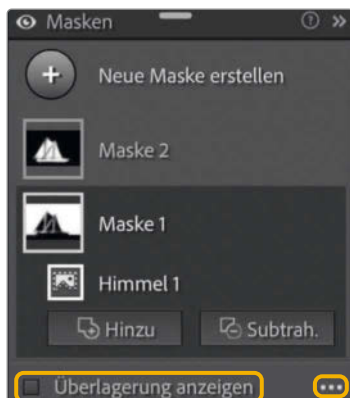 Masken
Neue Maske erstellen
Maske 2
Maske 1
Himmel 1
Hinzu Subtrah.
Überlagerung anzeigen